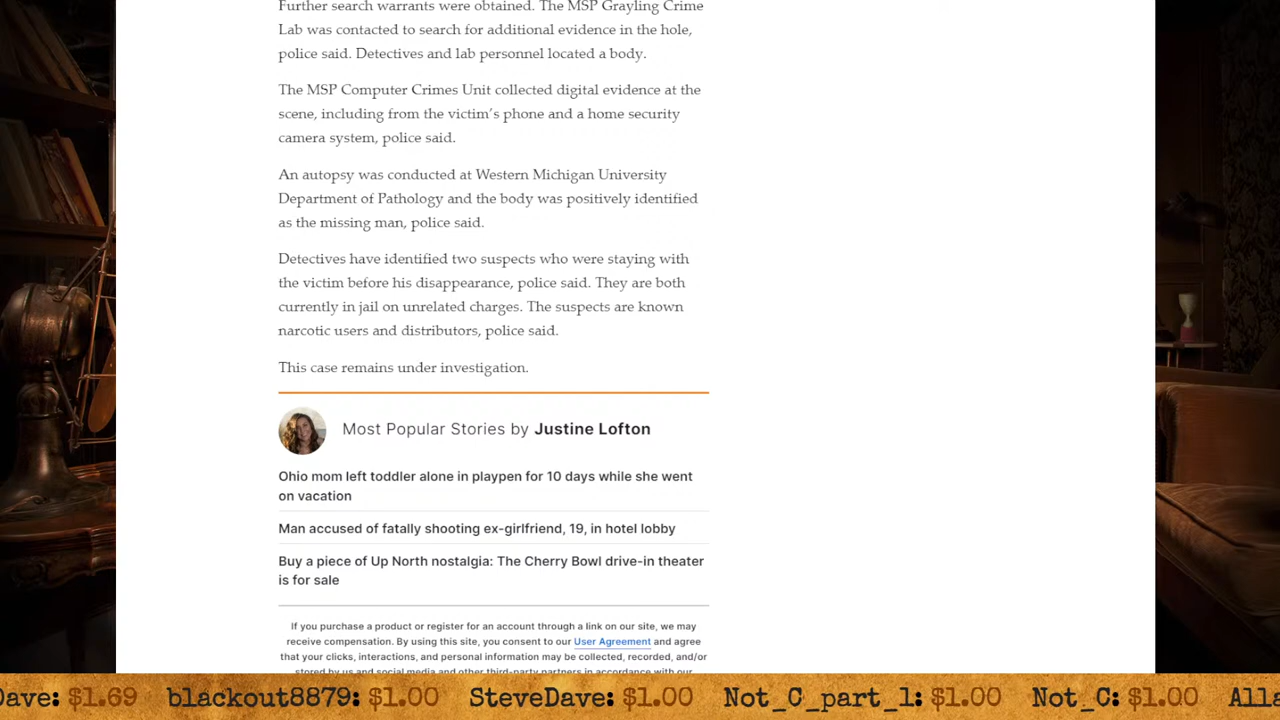 Further search warrants were obtained. The MSP Grayling Crime
Lab was contacted to search for additional evidence in the hole,
police said. Detectives and lab personnel located a body.
The MSP Computer Crimes Unit collected digital evidence at the
scene, including from the victim's phone and a home security
camera system, police said.
An autopsy was conducted at Western Michigan University
Department of Pathology and the body was positively identified
as the missing man, police said.
Detectives have identified two suspects who were staying with
the victim before his disappearance, police said. They are both
currently in jail on unrelated charges. The suspects are known
narcotic users and distributors, police said.
This case remains under investigation.
Most Popular Stories by Justine Lofton
Ohio mom left toddler alone in playpen for 10 days while she went
on vacation
Man accused of fatally shooting ex-girlfriend, 19, in hotel lobby
Buy a piece of Up North nostalgia: The Cherry Bowl drive-in theater
is for sale
If you purchase a product or register for an account through a link on our site, we may
receive compensation. By using this site, you consent to our User Agreement and agree
that your clicks, interactions, and personal information may be collected, recorded, and/or
stored by us and social media and other third-party partners in accordance with our
Dave: $1.69 blackout8879: $1.00 SteveDave: $1.00 Not_C_part_1: $1.00 Not_C: $1.00